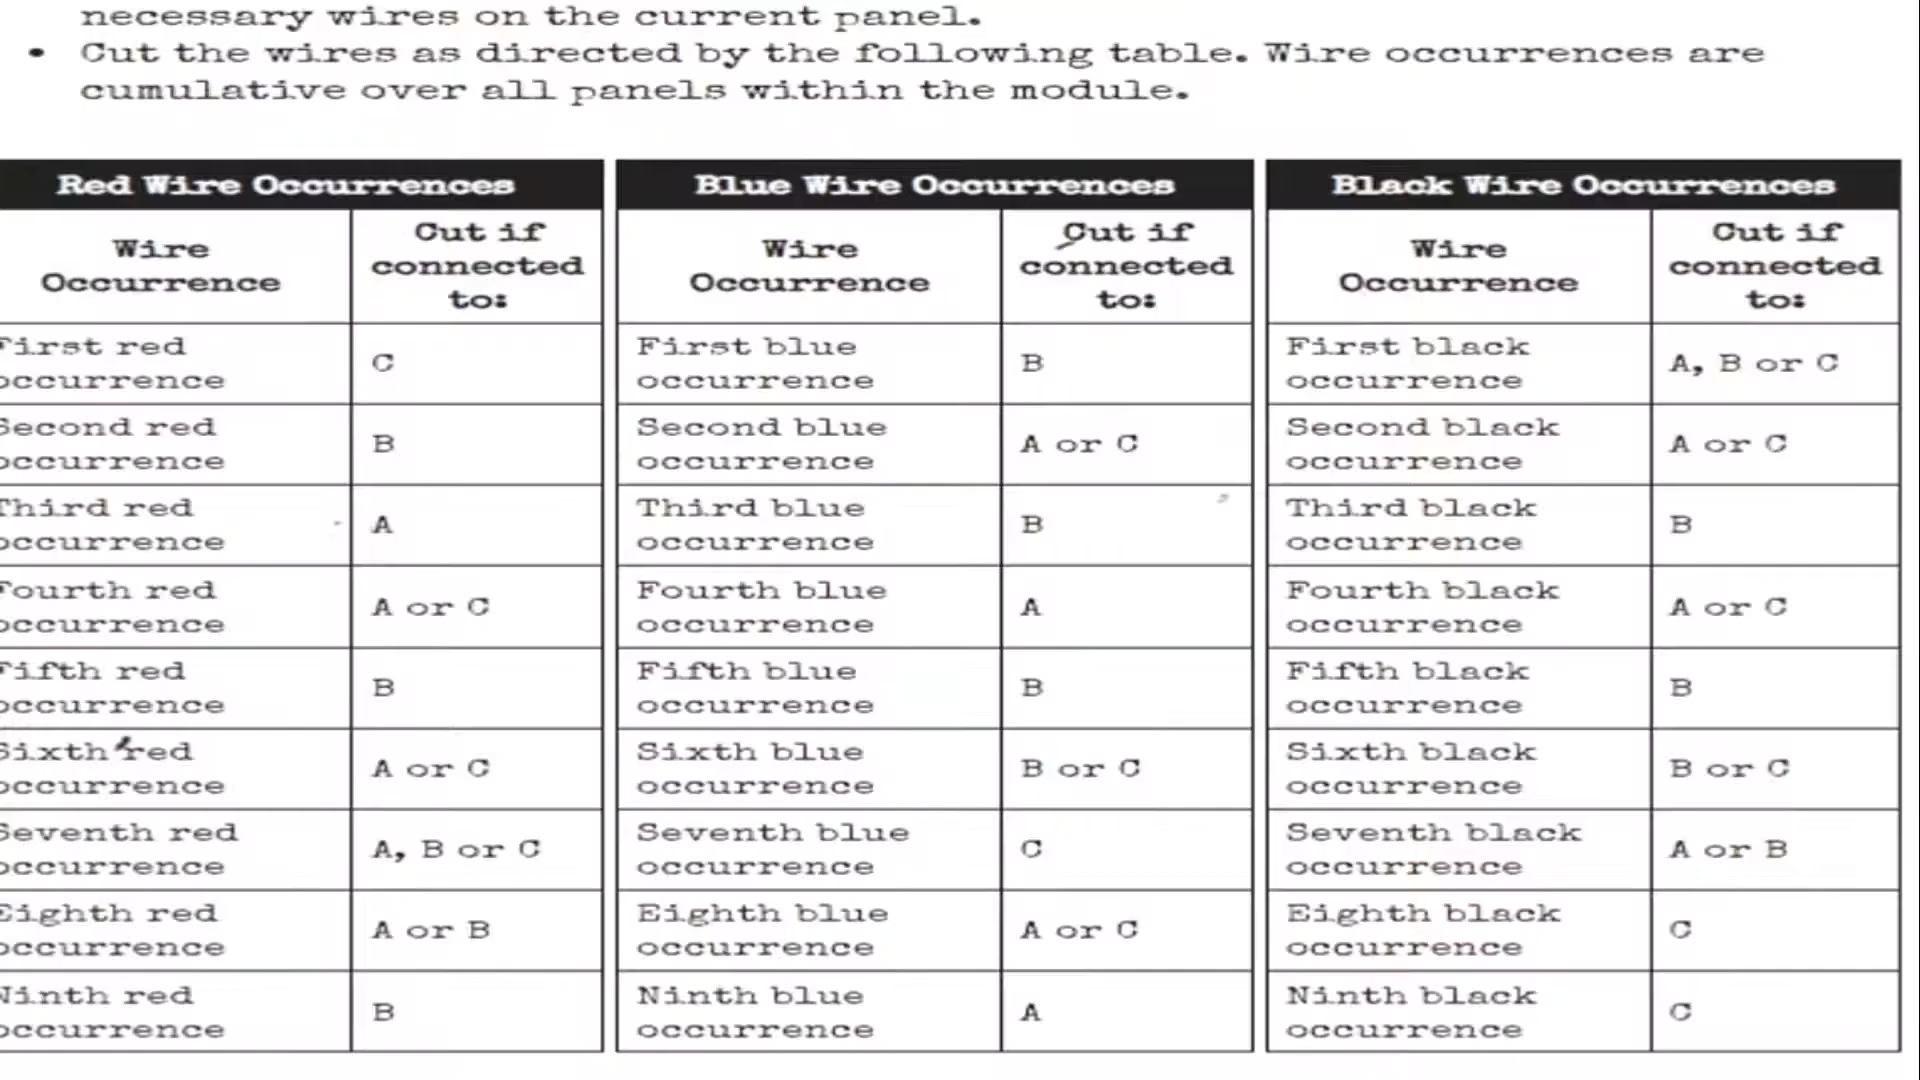 necessary wires on the current panel.
• Cut the wires as directed by the following table. Wire occurrences are
cumulative over all panels within the module.
Red Wire Occurrences
Wire
Occurrence
Cut if
connected
to:
First red
occurrence
C
Second red
occurrence
B
Third red
occurrence
A
Fourth red
occurrence
A or C
Fifth red
occurrence
B
Sixth red
occurrence
A or C
Seventh red
occurrence
A, B or C
Eighth red
occurrence
A or B
Ninth red
occurrence
B
Blue Wire Occurrences
Wire
Occurrence
Cut if
connected
to:
First blue
occurrence
B
Second blue
occurrence
A or C
Third blue
occurrence
B
Fourth blue
occurrence
A
Fifth blue
occurrence
B
Sixth blue
occurrence
B or C
Seventh blue
occurrence
C
Eighth blue
occurrence
A or C
Ninth blue
occurrence
A
Black Wire Occurrences
Wire
Occurrence
Cut if
connected
to:
First black
occurrence
A, B or C
Second black
occurrence
A or C
Third black
occurrence
B
Fourth black
occurrence
A or C
Fifth black
occurrence
B
Sixth black
occurrence
B or C
Seventh black
occurrence
A or B
Eighth black
occurrence
C
Ninth black
occurrence
C